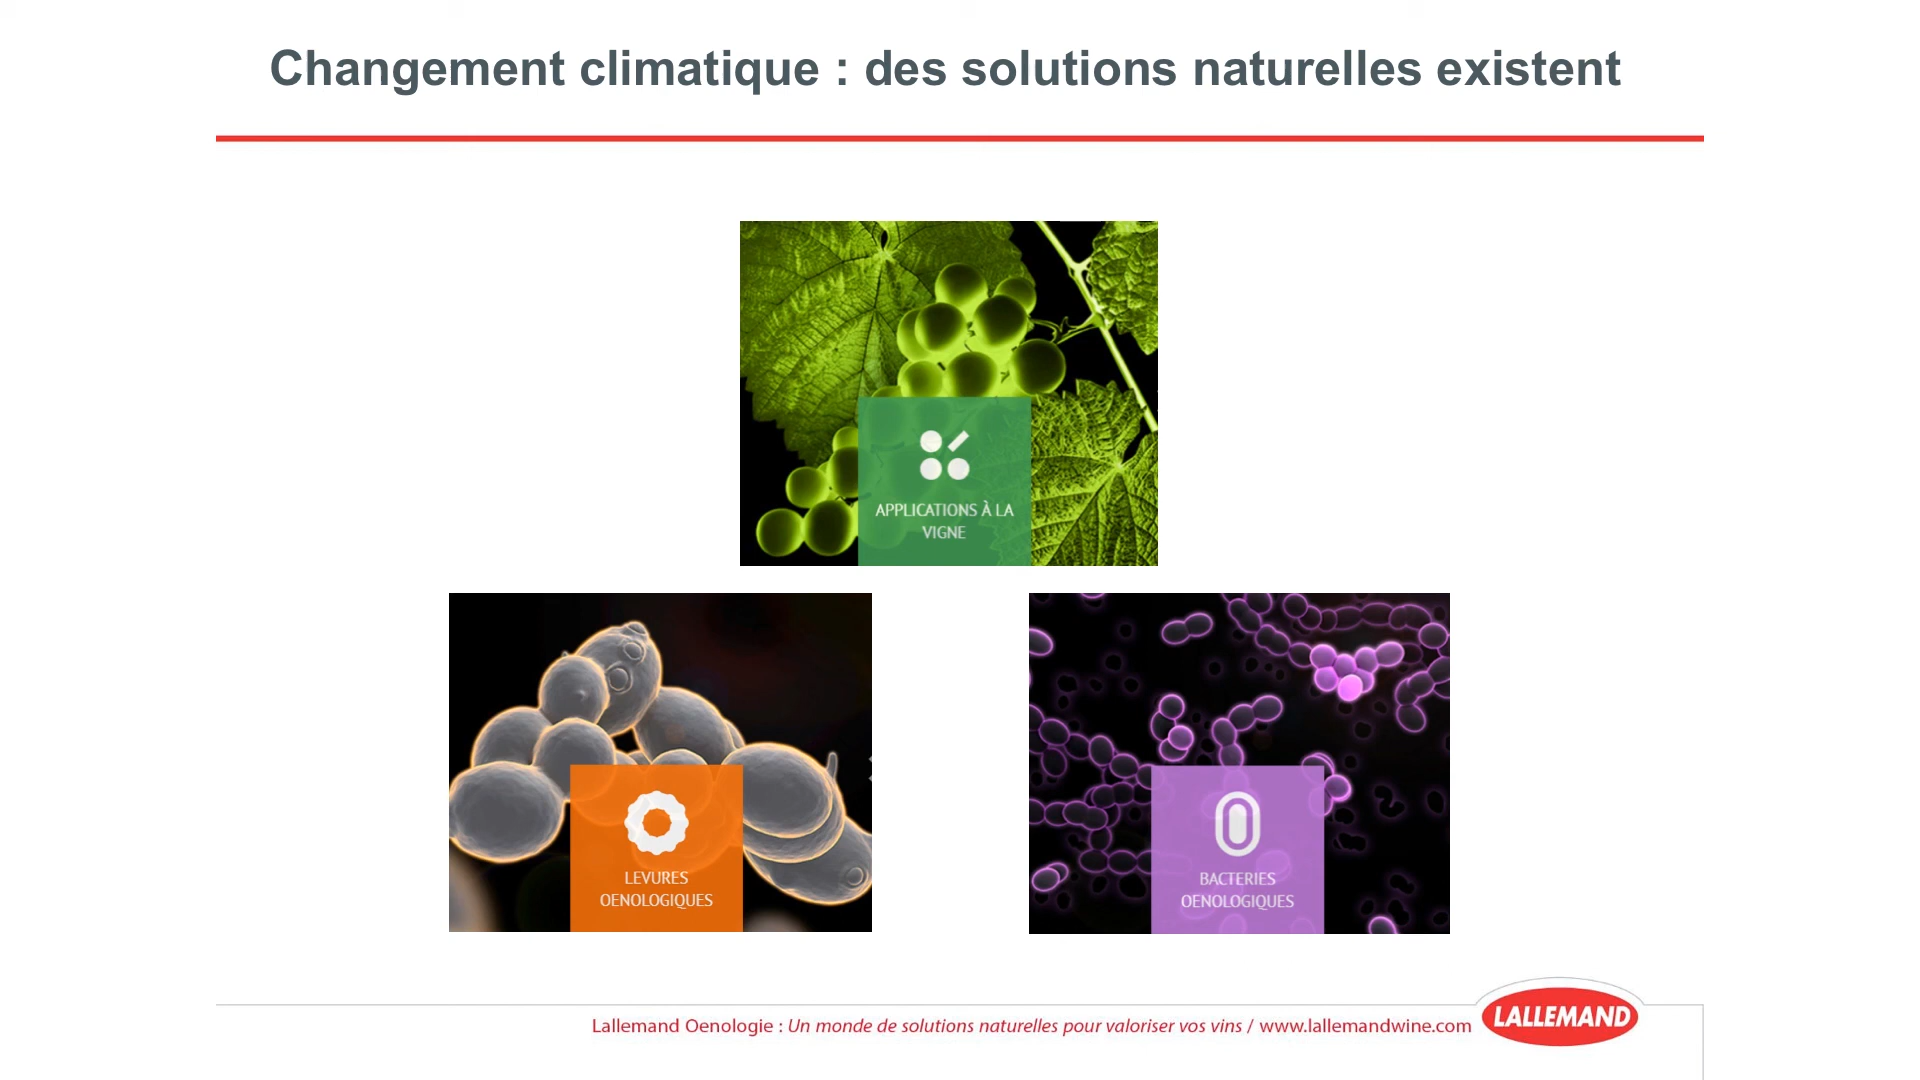 Changement climatique : des solutions naturelles existent
APPLICATIONS À LA
VIGNE
LEVURES
OENOLOGIQUES
BACTERIES
OENOLOGIQUES
Lallemand Oenologie : Un monde de solutions naturelles pour valoriser vos vins / www.lallemandwine.com
LALLEMAND